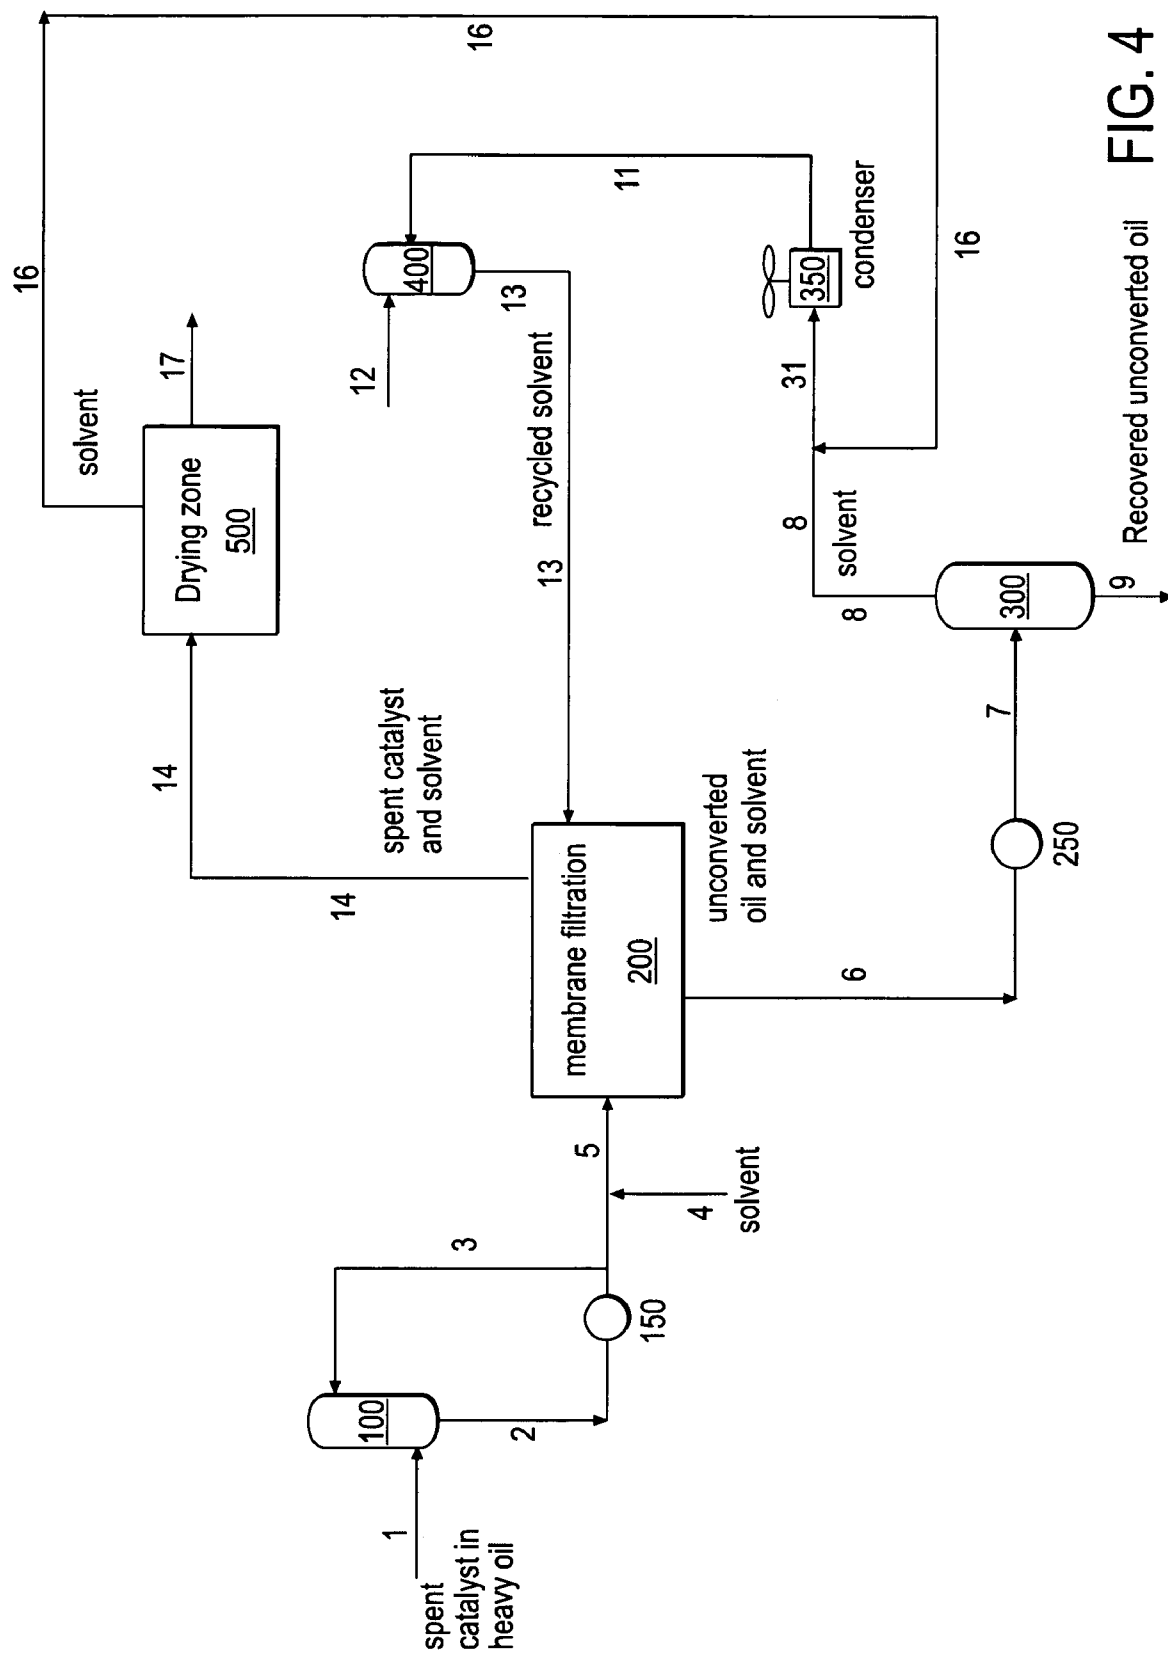 16
16
solvent
17
Drying zone
500
12
400
13
11
14
spent catalyst
and solvent
14
13
recycled solvent
350
condenser
31
16
8
solvent
8
300
9
Recovered unconverted oil
7
250
unconverted
oil and solvent
6
membrane filtration
200
5
4
solvent
3
150
100
2
1
spent
catalyst in
heavy oil
FIG. 4